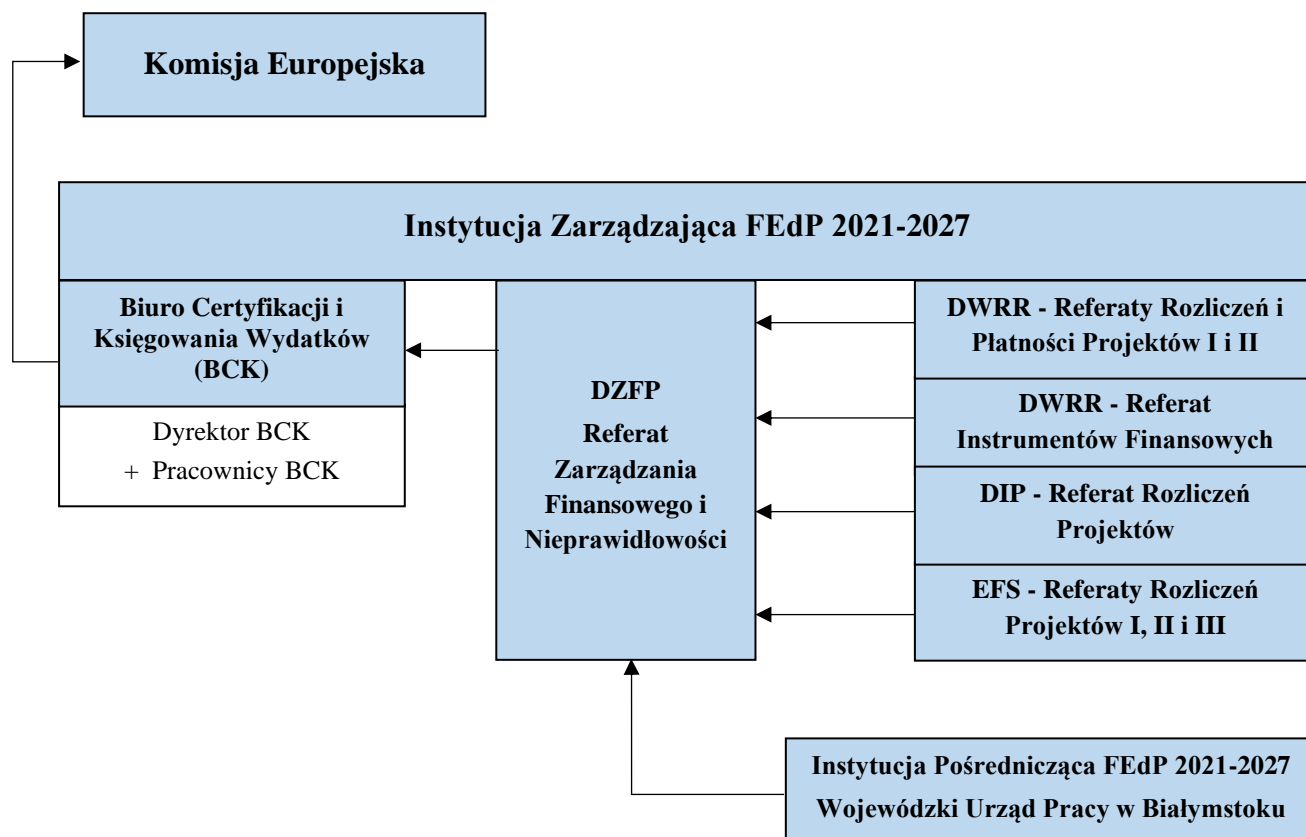 Komisja Europejska
Instytucja Zarządzająca FEdP 2021-2027
Biuro Certyfikacji i
Księgowania Wydatków
(BCK)
Dyrektor BCK
+ Pracownicy BCK
DZFP
Referat
Zarządzania
Finansowego i
Nieprawidłowości
DWRR - Referaty Rozliczeń i
Płatności Projektów I i II
DWRR - Referat
Instrumentów Finansowych
DIP - Referat Rozliczeń
Projektów
EFS - Referaty Rozliczeń
Projektów I, II i III
Instytucja Pośrednicząca FEdP 2021-2027
Wojewódzki Urząd Pracy w Białymstoku